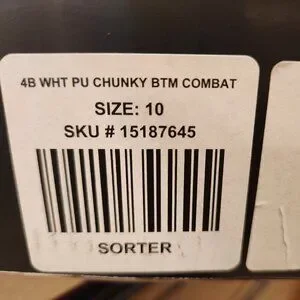 4B WHT PU CHUNKY BTM COMBAT
SIZE: 10
SKU # 15187645
SORTER